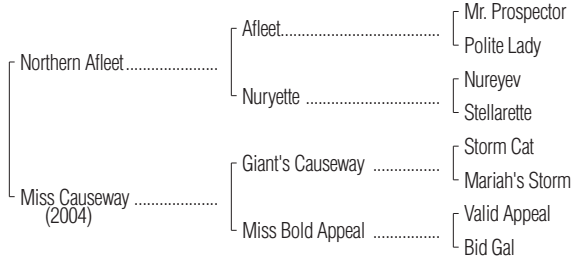 Mr. Prospector
Afleet
Polite Lady
Northern Afleet
Nureyev
Nuryette
Stellarette
Storm Cat
Giant's Causeway
Mariah's Storm
Miss Causeway
(2004)
Valid Appeal
Miss Bold Appeal
Bid Gal